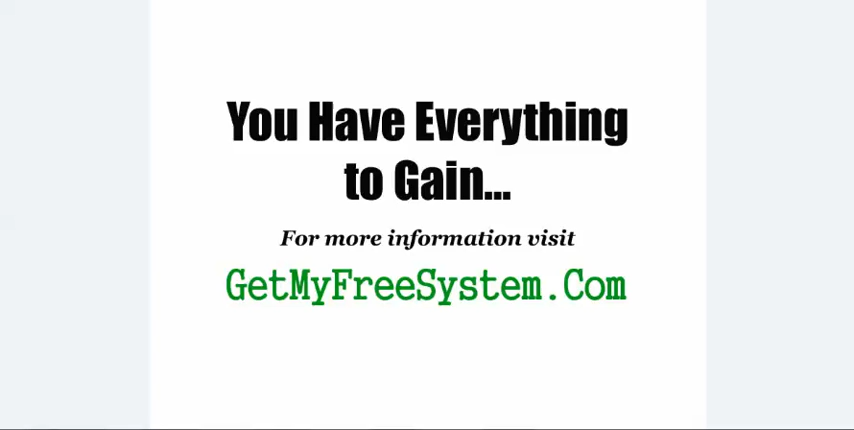 You Have Everything
to Gain...
For more information visit
GetMyFreeSystem.Com